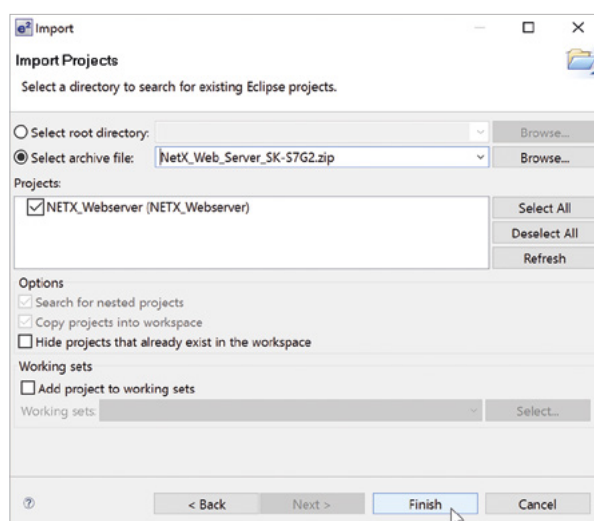 e² Import
Import Projects
Select a directory to search for existing Eclipse projects.
Select root directory: Browse...
Select archive file: NetX_Web_Server_SK-S7G2.zip Browse...
Projects:
NETX_Webserver (NETX_Webserver) Select All
Deselect All
Refresh
Options
Search for nested projects
Copy projects into workspace
Hide projects that already exist in the workspace
Working sets
Add project to working sets
Working sets: Select...
? < Back Next > Finish Cancel